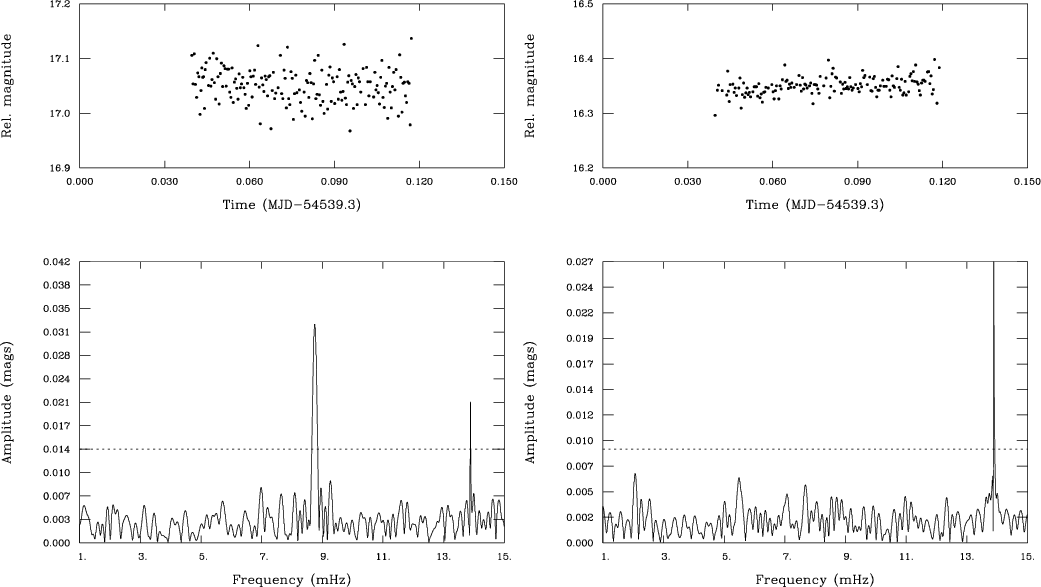 17.2
17.1
17.0
16.9
Rel. magnitude
0.000 0.030 0.060 0.090 0.120 0.150
Time (MJD-54539.3)
16.5
16.4
16.3
16.2
Rel. magnitude
0.000 0.030 0.060 0.090 0.120 0.150
Time (MJD-54539.3)
0.042
0.038
0.035
0.031
0.028
0.024
0.021
0.017
0.014
0.010
0.007
0.003
0.000
Amplitude (mags)
1. 3. 5. 7. 9. 11. 13. 15.
Frequency (mHz)
0.027
0.024
0.022
0.019
0.017
0.014
0.012
0.010
0.007
0.005
0.002
0.000
Amplitude (mags)
1. 3. 5. 7. 9. 11. 13. 15.
Frequency (mHz)